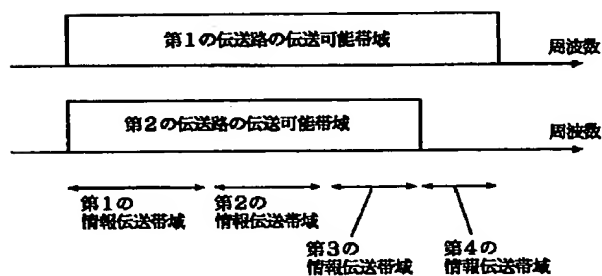 第1の伝送路の伝送可能帯域
周波数
第2の伝送路の伝送可能帯域
周波数
第1の
情報伝送帯域
第2の
情報伝送帯域
第3の
情報伝送帯域
第4の
情報伝送帯域